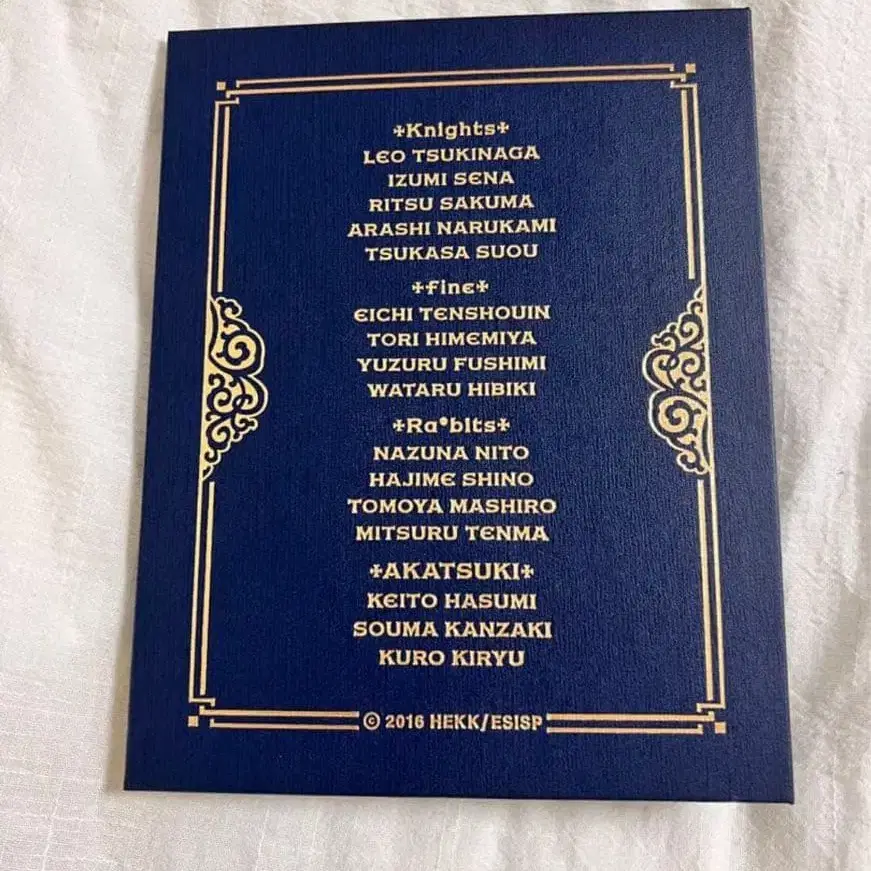 ✢Knights✢
LEO TSUKINAGA
IZUMI SENA
RITSU SAKUMA
ARASHI NARUKAMI
TSUKASA SUOU
✢fine✢
EICHI TENSHOUIN
TORI HIMEMIYA
YUZURU FUSHIMI
WATARU HIBIKI
✢Ra*bits✢
NAZUNA NITO
HAJIME SHINO
TOMOYA MASHIRO
MITSURU TENMA
✢AKATSUKI✢
KEITO HASUMI
SOUMA KANZAKI
KURO KIRYU
© 2016 HEKK/ESISP